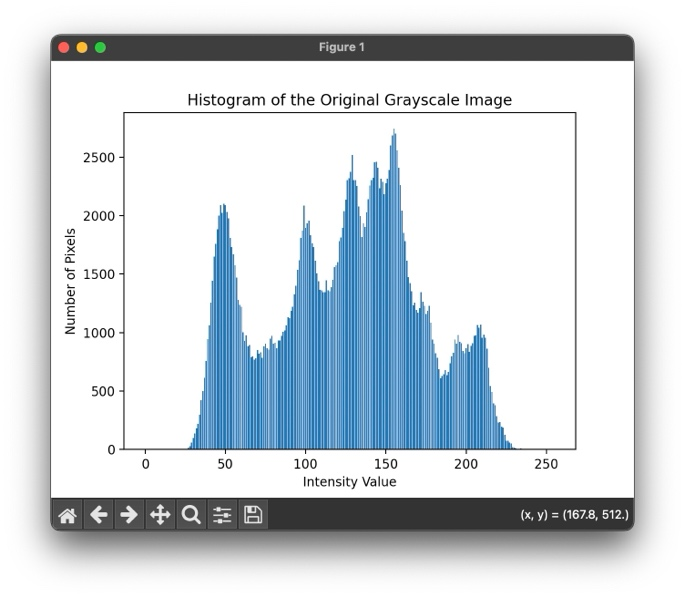 Figure 1
Histogram of the Original Grayscale Image
Number of Pixels
2500
2000
1500
1000
500
0
0 50 100 150 200 250
Intensity Value
(x, y) = (167.8, 512.)